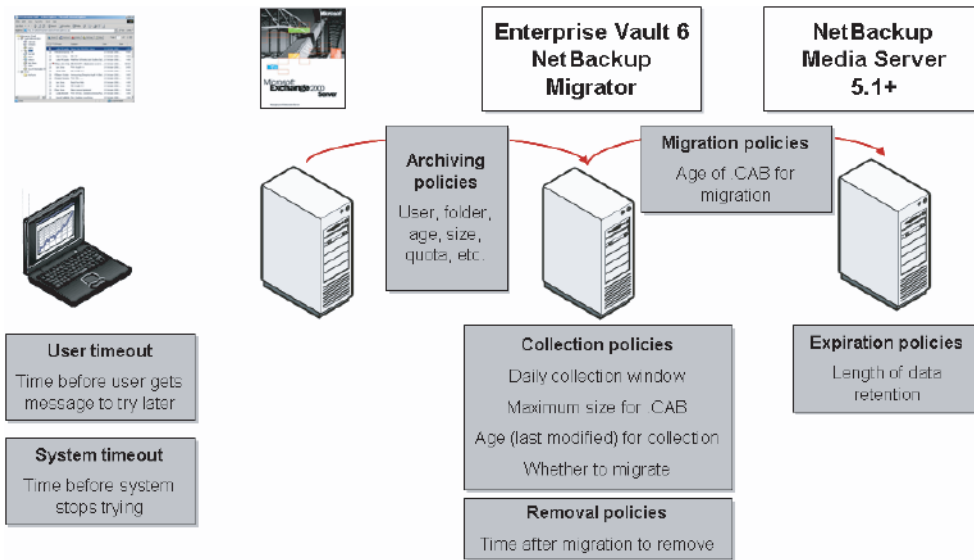 Microsoft
Exchange 2000
Server
Enterprise Vault 6
NetBackup
Migrator
NetBackup
Media Server
5.1+
Archiving
policies
User, folder,
age, size,
quota, etc.
Migration policies
Age of .CAB for
migration
User timeout
Time before user gets
message to try later
System timeout
Time before system
stops trying
Collection policies
Daily collection window
Maximum size for .CAB
Age (last modified) for collection
Whether to migrate
Removal policies
Time after migration to remove
Expiration policies
Length of data
retention